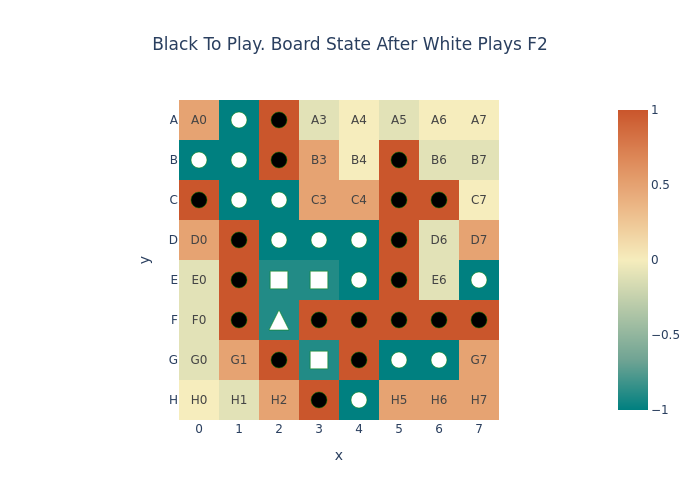 Black To Play. Board State After White Plays F2
A A0 A3 A4 A5 A6 A7
B B3 B4 B6 B7
C C3 C4 C7
D D0 D6 D7
E E0 E6
F F0
G G0 G1 G7
H H0 H1 H2 H5 H6 H7
0 1 2 3 4 5 6 7
x
y
1
0.5
0
−0.5
−1